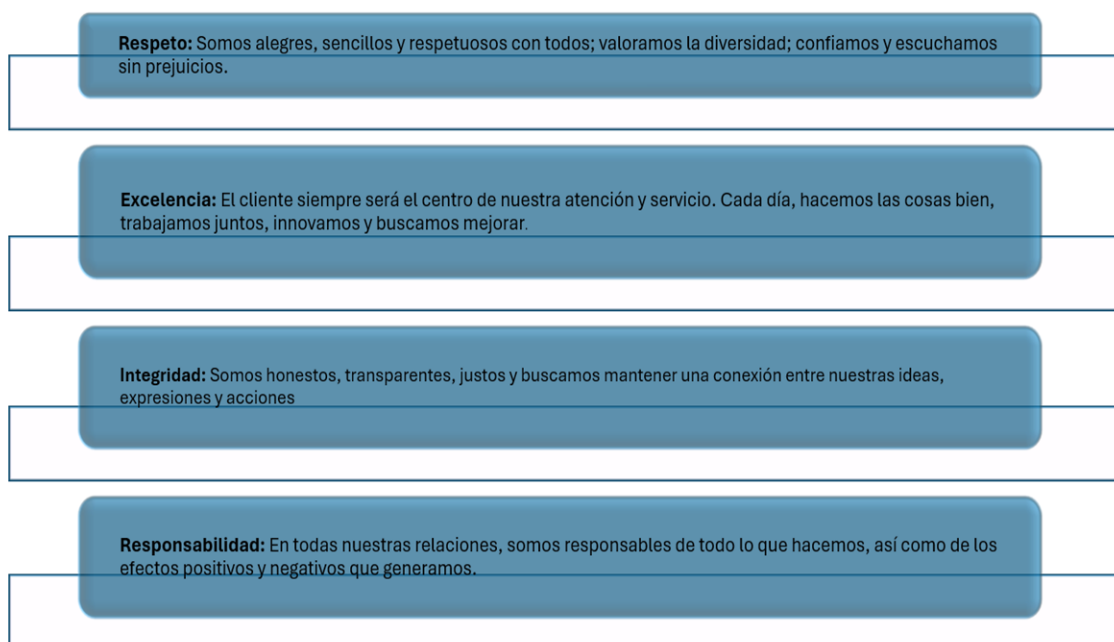 Respeto: Somos alegres, sencillos y respetuosos con todos; valoramos la diversidad; confiamos y escuchamos
sin prejuicios.
Excelencia: El cliente siempre será el centro de nuestra atención y servicio. Cada día, hacemos las cosas bien,
trabajamos juntos, innovamos y buscamos mejorar.
Integridad: Somos honestos, transparentes, justos y buscamos mantener una conexión entre nuestras ideas,
expresiones y acciones
Responsabilidad: En todas nuestras relaciones, somos responsables de todo lo que hacemos, así como de los
efectos positivos y negativos que generamos.